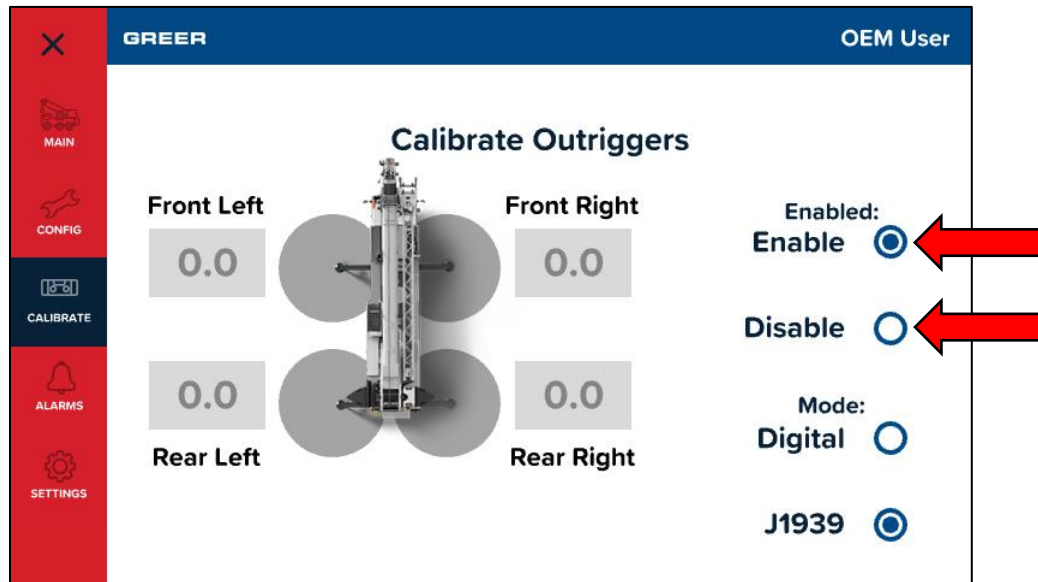 GREER
OEM User
MAIN
CONFIG
CALIBRATE
ALARMS
SETTINGS
Calibrate Outriggers
Front Left
Front Right
0.0
0.0
0.0
0.0
Rear Left
Rear Right
Enabled:
Enable
Disable
Mode:
Digital
J1939